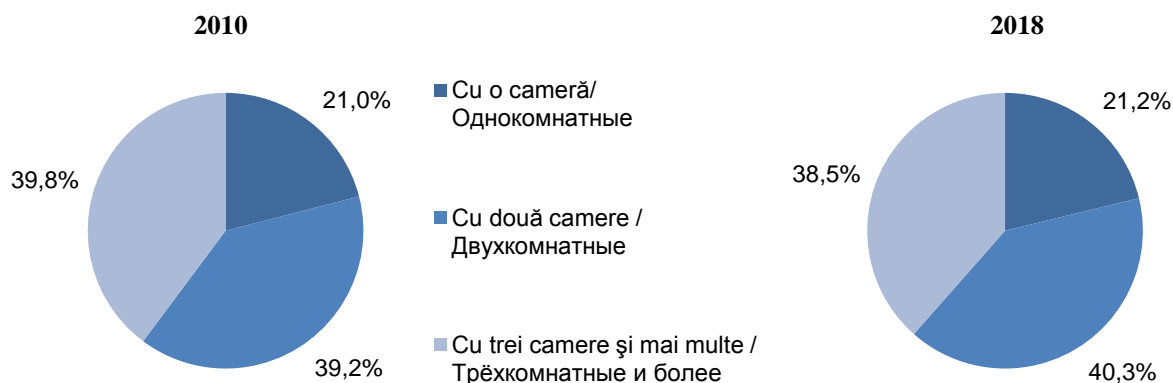 2010
2018
21,0%
39,2%
39,8%
Cu o cameră/
Однокомнатные
Cu două camere /
Двухкомнатные
Cu trei camere şi mai multe /
Трёхкомнатные и более
21,2%
40,3%
38,5%